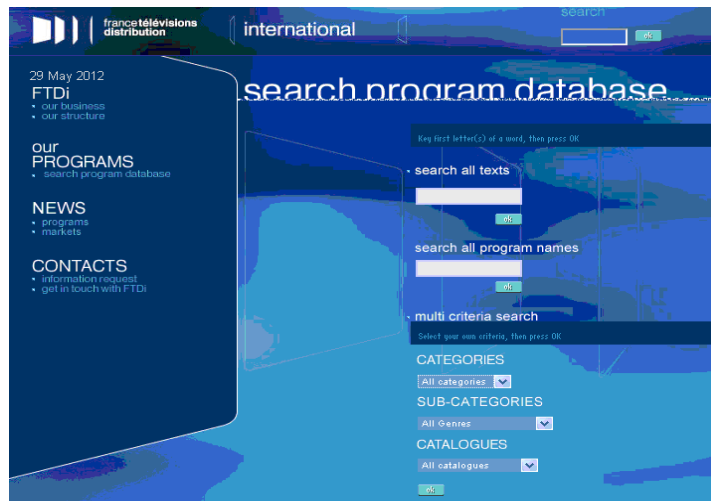 france télévisions
distribution
international
search
ok
29 May 2012
FTDi
• our business
• our structure
our
PROGRAMS
• search program database
NEWS
• programs
• markets
CONTACTS
• information request
• get in touch with FTDi
search program database
Key first letter(s) of a word, then press OK
search all texts
ok
search all program names
ok
multi criteria search
Select your own criteria, then press OK
CATEGORIES
All categories
SUB-CATEGORIES
All Genres
CATALOGUES
All catalogues
ok